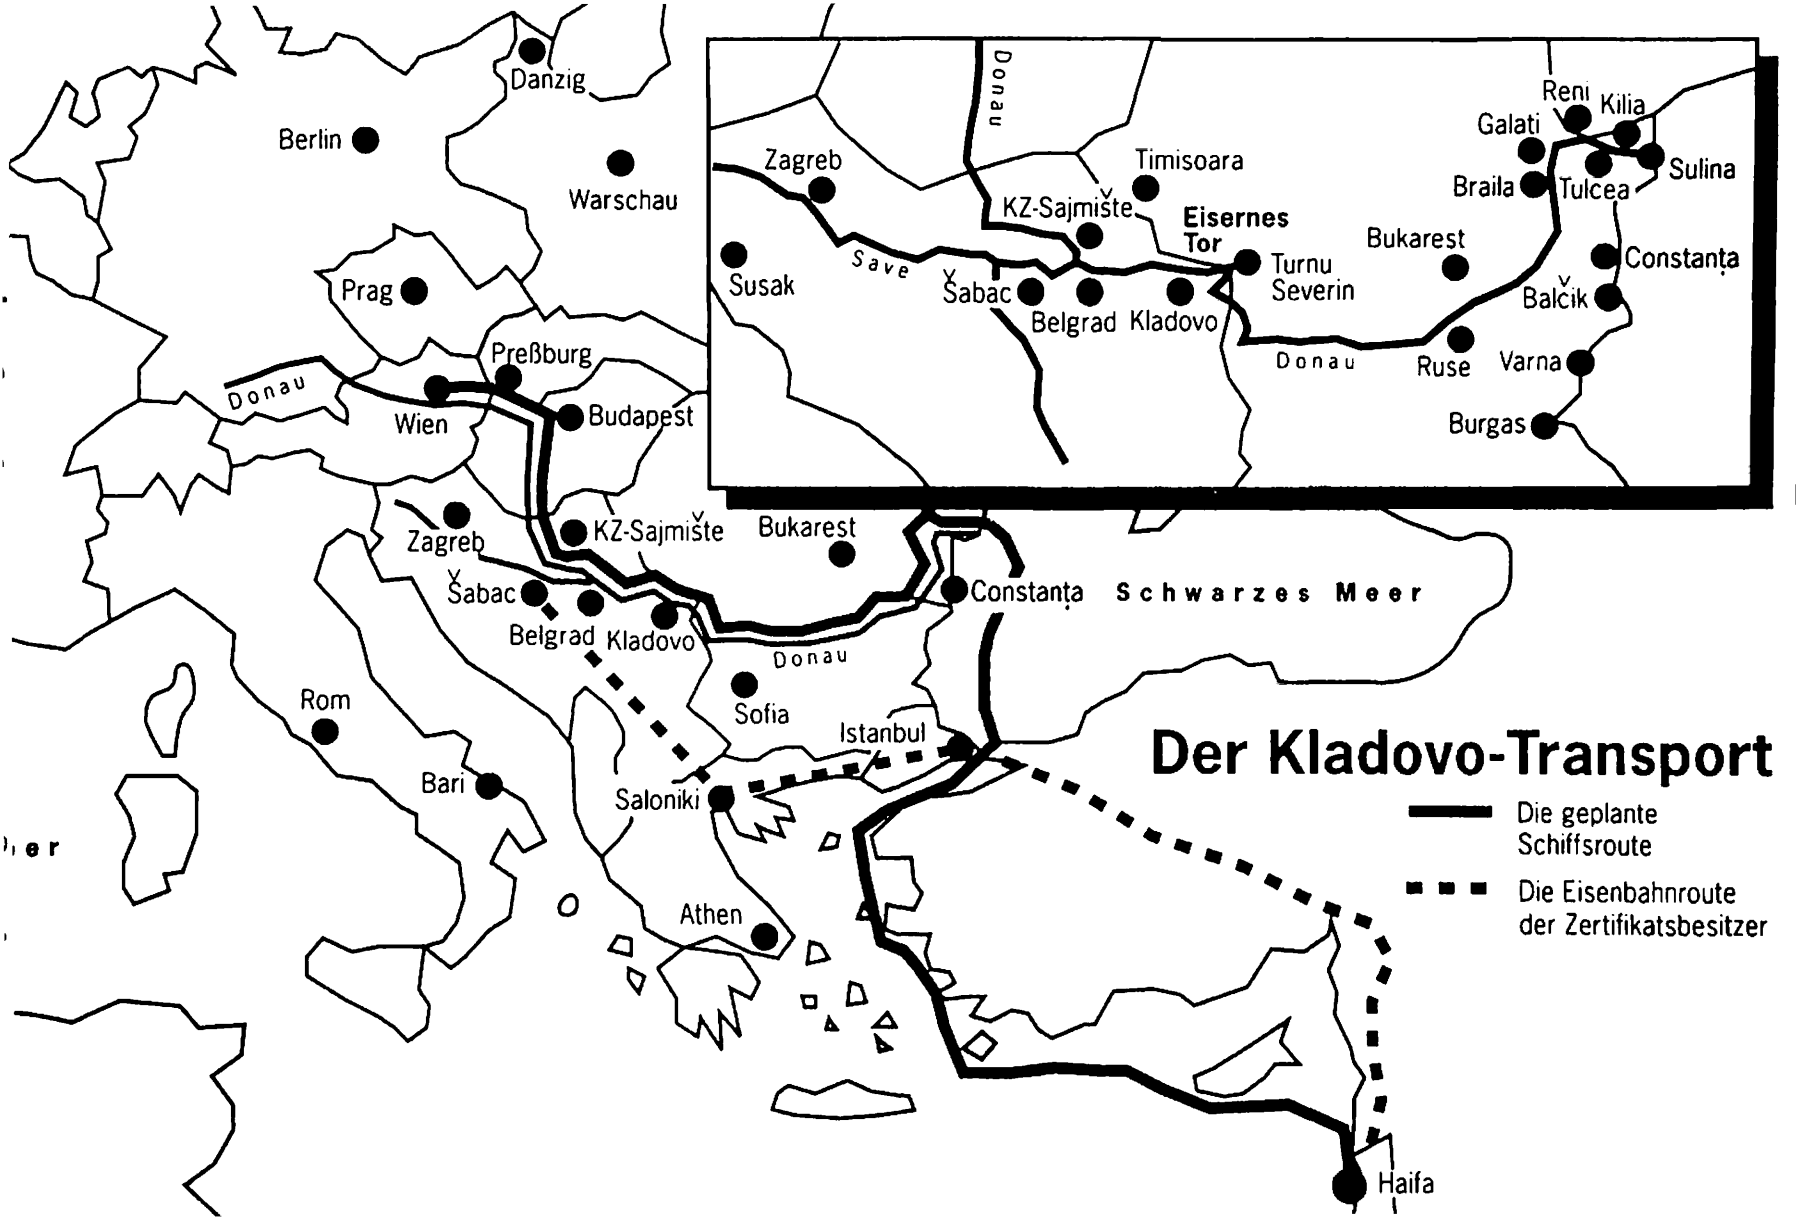 Danzig
Berlin
Warschau
Prag
Preßburg
Donau
Wien
Budapest
Zagreb
KZ-Sajmište
Bukarest
Šabac
Belgrad
Kladovo
Donau
Constanța
Schwarzes Meer
Sofia
Rom
Istanbul
Bari
Saloniki
Athen
Haifa
er
Donau
Reni
Kilia
Galati
Zagreb
Timisoara
Sulina
Braila
Tulcea
KZ-Sajmište
Eisernes
Tor
Bukarest
Save
Susak
Turnu
Severin
Constanța
Šabac
Balčik
Belgrad
Kladovo
Donau
Ruse
Varna
Burgas
Der Kladovo-Transport
Die geplante
Schiffsroute
Die Eisenbahnroute
der Zertifikatsbesitzer